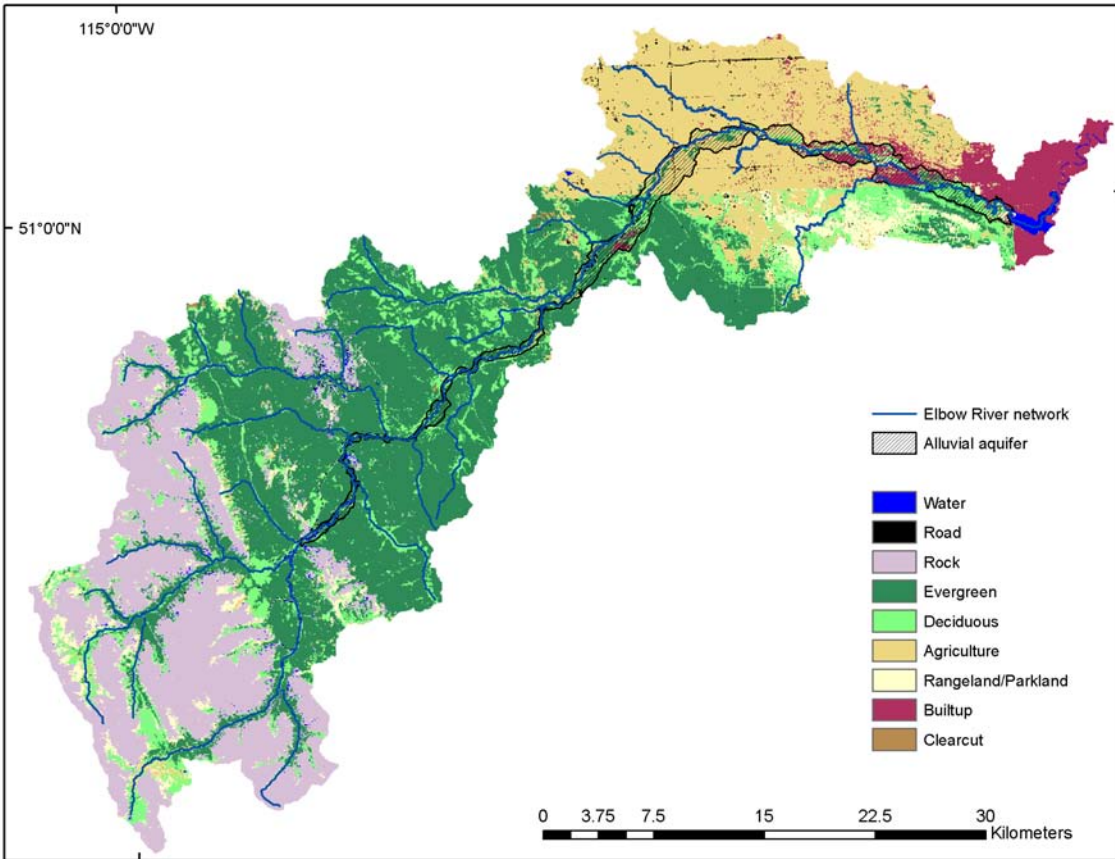 115°0'0"W
51°0'0"N
Elbow River network
Alluvial aquifer
Water
Road
Rock
Evergreen
Deciduous
Agriculture
Rangeland/Parkland
Builtup
Clearcut
0 3.75 7.5 15 22.5 30
Kilometers